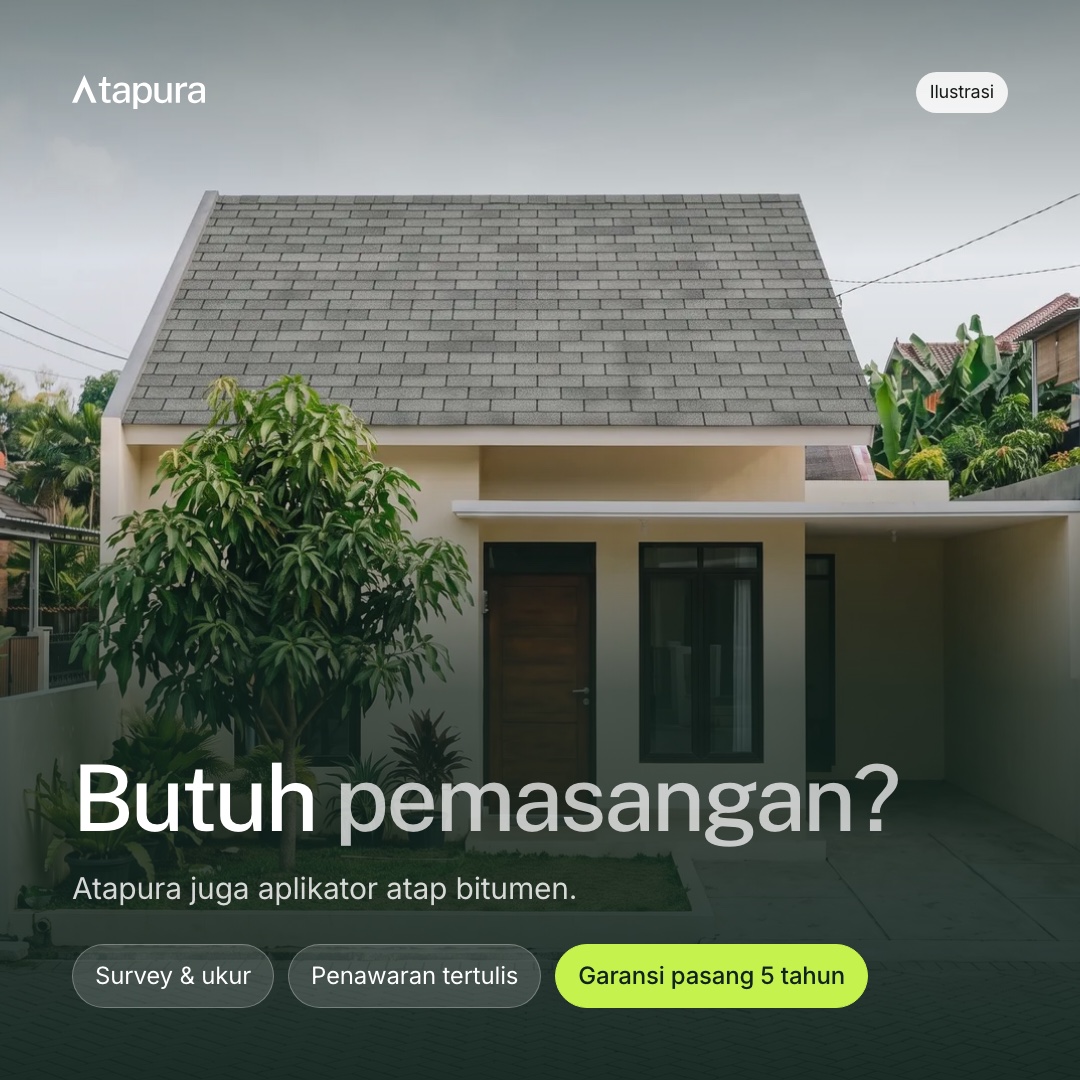 Atapura
Ilustrasi
Butuh pemasangan?
Atapura juga aplikator atap bitumen.
Survey & ukur
Penawaran tertulis
Garansi pasang 5 tahun